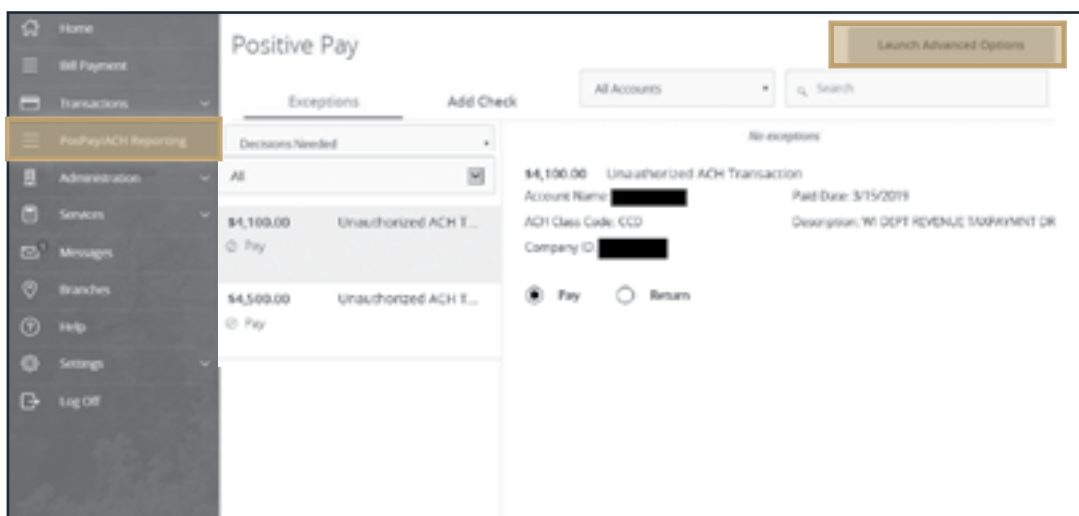 Home
Bill Payment
Transactions
PosPay/ACH Reporting
Administration
Services
Messages
Branches
Help
Settings
Log Off
Positive Pay
Launch Advanced Options
Exceptions
Add Check
All Accounts
Search
Decisions Needed
All
$4,100.00 Unauthorized ACH T...
Pay
$4,500.00 Unauthorized ACH T...
Pay
No exceptions
$4,100.00 Unauthorized ACH Transaction
Account Name: Paid Date: 3/15/2019
ACH Class Code: CCD Description: WI DEPT REVENUE TAXPAYMNT DR
Company ID:
Pay Return